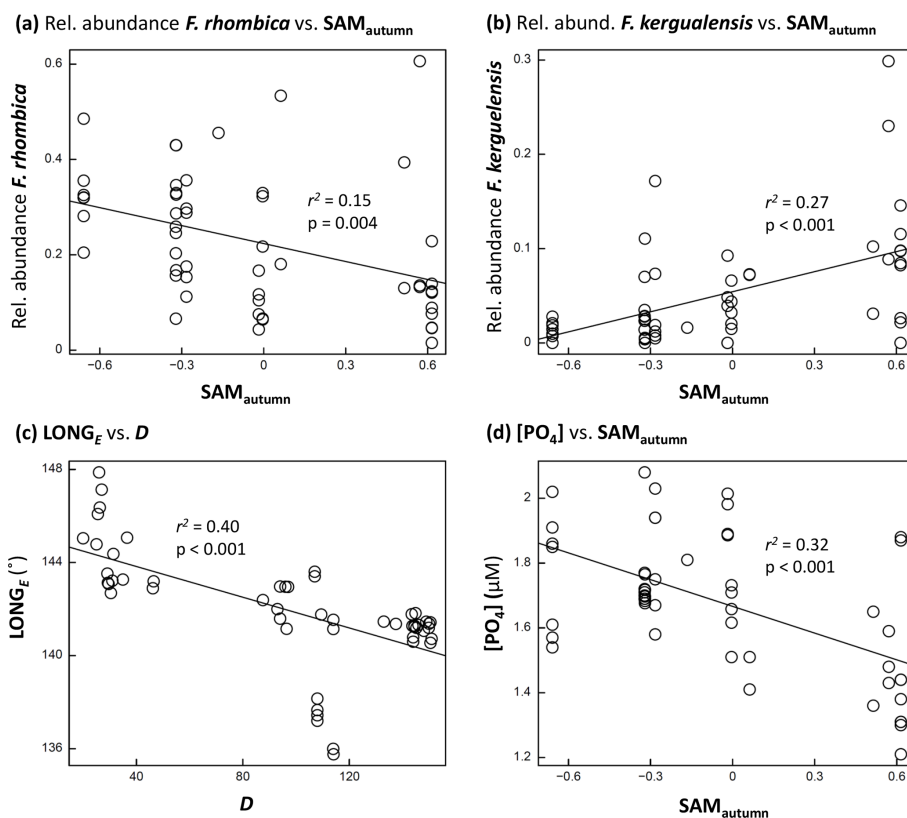 (a) Rel. abundance F. rhombica vs. SAMautumn
Rel. abundance F. rhombica
0.6
0.4
0.2
0
r² = 0.15
p = 0.004
−0.6 −0.3 0 0.3 0.6
SAMautumn
(b) Rel. abund. F. kergualensis vs. SAMautumn
Rel. abundance F. kerguelensis
0.3
0.2
0.1
0
r² = 0.27
p < 0.001
−0.6 −0.3 0 0.3 0.6
SAMautumn
(c) LONGE vs. D
LONGE (°)
148
144
140
136
r² = 0.40
p < 0.001
40 120
D
(d) [PO4] vs. SAMautumn
[PO4] (µM)
2
1.8
1.6
1.4
1.2
r² = 0.32
p < 0.001
−0.6 −0.3 0 0.3 0.6
SAMautumn